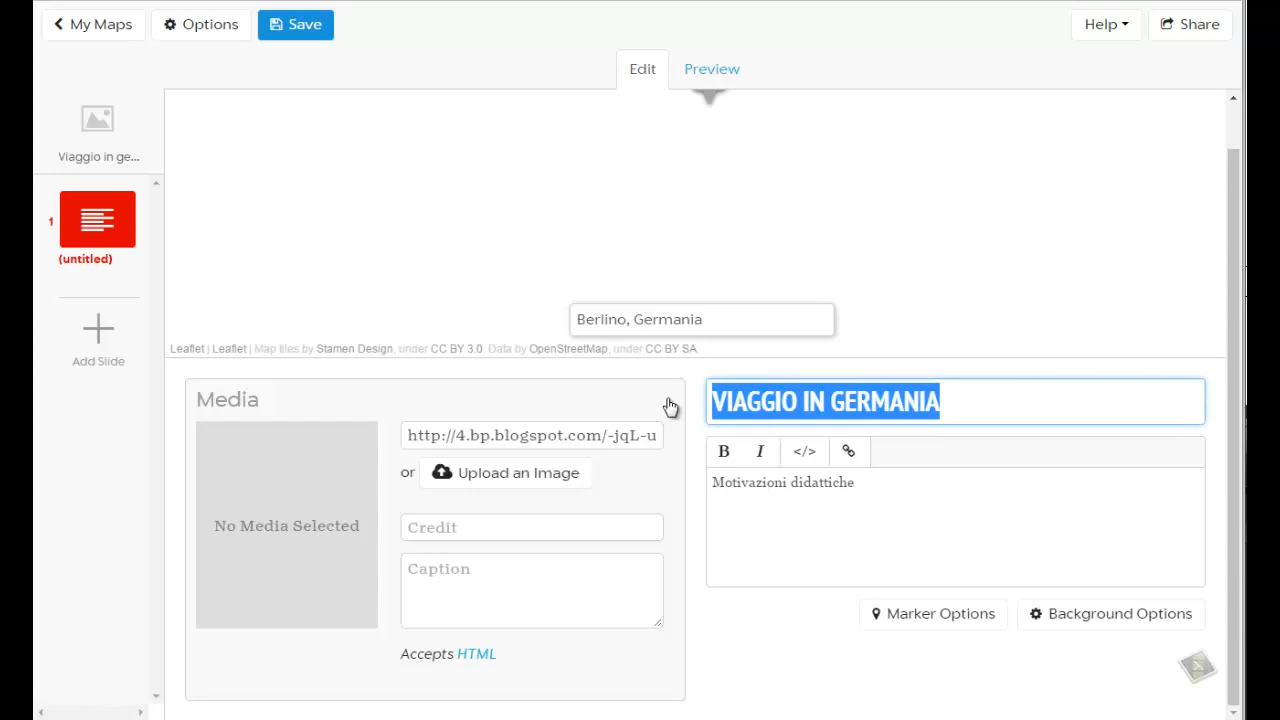 My Maps
Options
Save
Help
Share
Edit
Preview
Viaggio in ge...
1
(untitled)
Add Slide
Berlino, Germania
Leaflet | Leaflet | Map tiles by Stamen Design, under CC BY 3.0. Data by OpenStreetMap, under CC BY SA.
Media
http://4.bp.blogspot.com/-jqL-u
or
Upload an Image
No Media Selected
Credit
Caption
Accepts HTML
VIAGGIO IN GERMANIA
B I </>
Motivazioni didattiche
Marker Options
Background Options